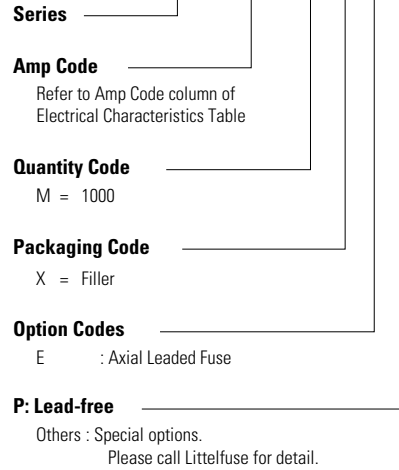 Series
Amp Code
Refer to Amp Code column of
Electrical Characteristics Table
Quantity Code
M = 1000
Packaging Code
X = Filler
Option Codes
E : Axial Leaded Fuse
P: Lead-free
Others : Special options.
Please call Littelfuse for detail.